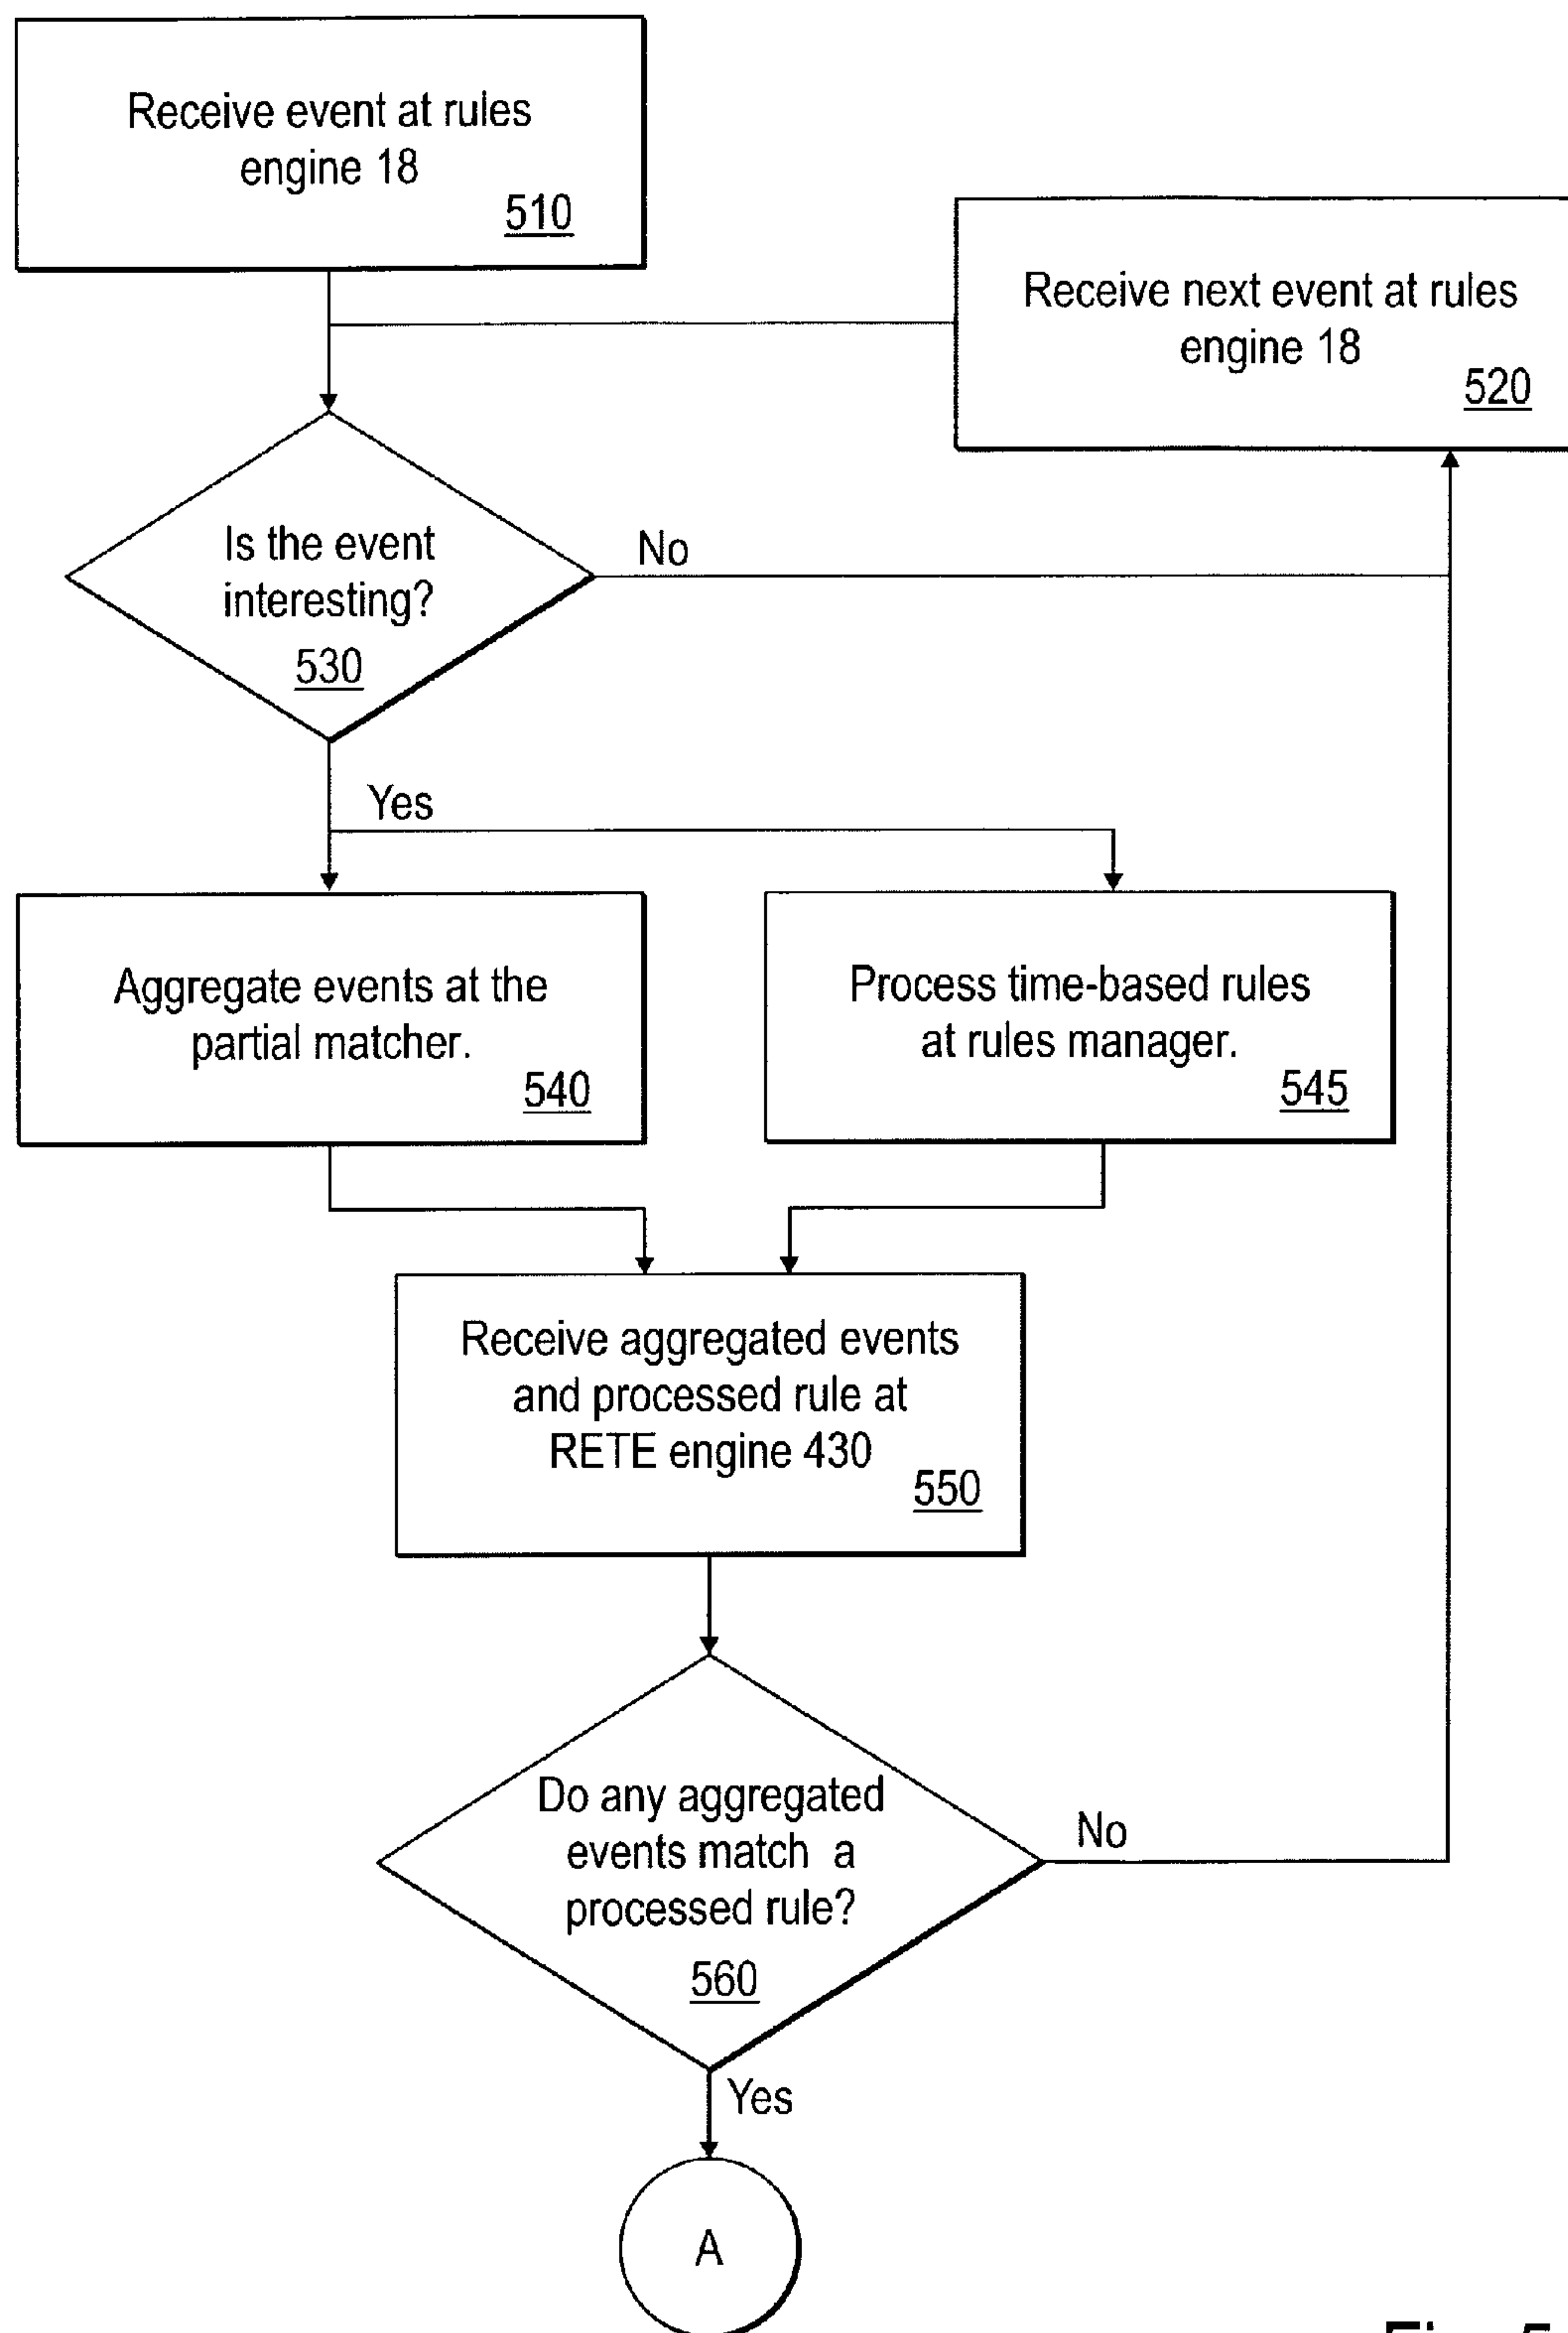 Receive event at rules
engine 18
510
Receive next event at rules
engine 18
520
Is the event
interesting?
530
No
Yes
Aggregate events at the
partial matcher.
540
Process time-based rules
at rules manager.
545
Receive aggregated events
and processed rule at
RETE engine 430
550
Do any aggregated
events match a
processed rule?
560
No
Yes
A